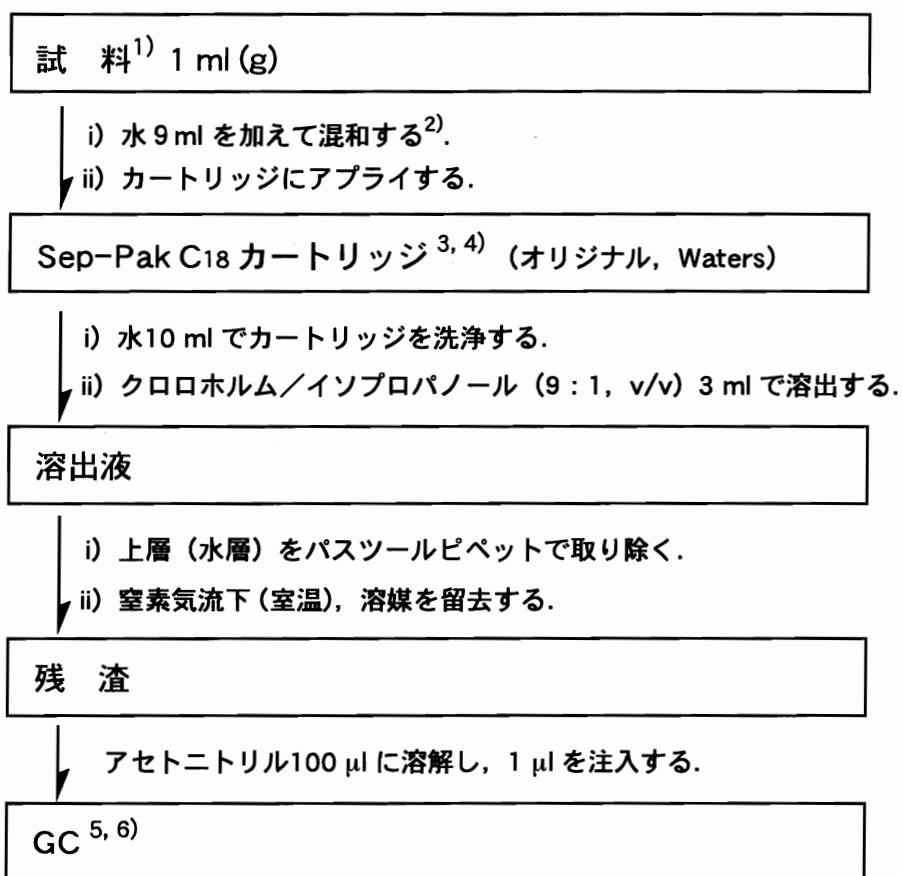 試　料1) 1 ml (g)
i) 水 9 ml を加えて混和する2).
ii) カートリッジにアプライする.
Sep-Pak C18 カートリッジ 3, 4) (オリジナル, Waters)
i) 水10 ml でカートリッジを洗浄する.
ii) クロロホルム/イソプロパノール (9 : 1, v/v) 3 ml で溶出する.
溶出液
i) 上層 (水層) をパスツールピペットで取り除く.
ii) 窒素気流下 (室温), 溶媒を留去する.
残　渣
アセトニトリル100 μl に溶解し, 1 μl を注入する.
GC 5, 6)